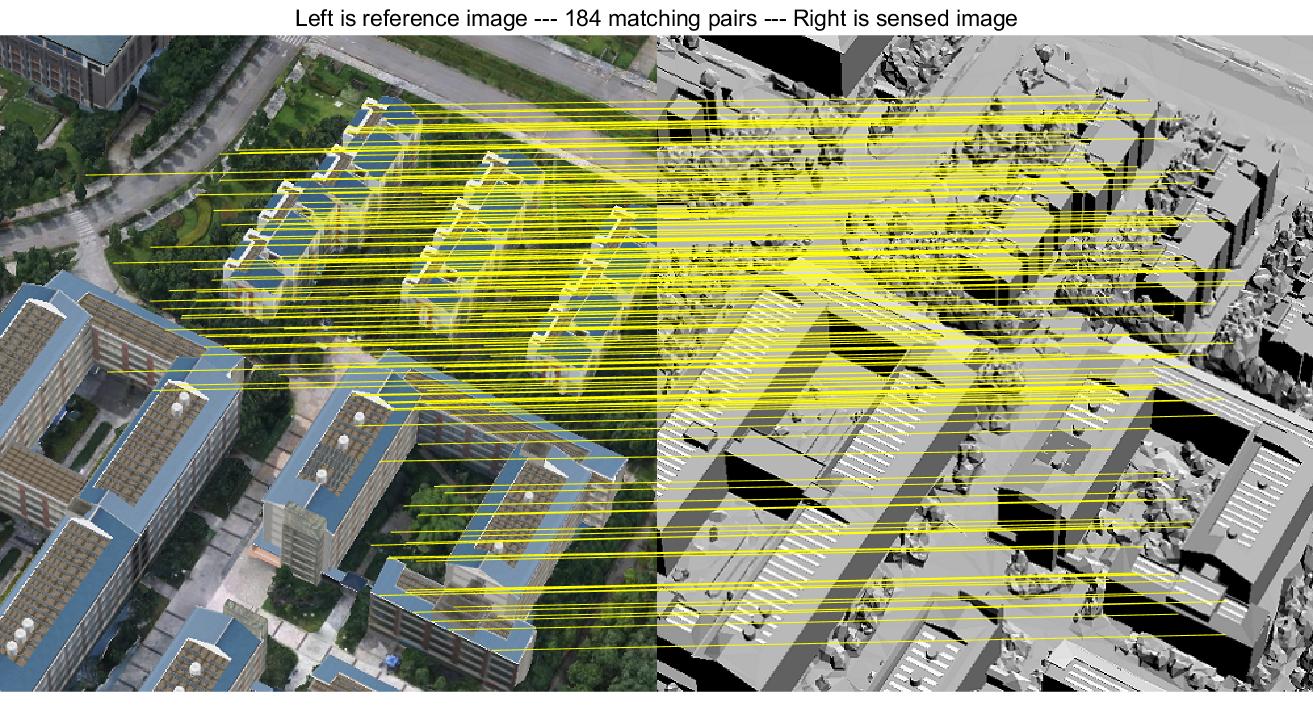 Left is reference image --- 184 matching pairs --- Right is sensed image